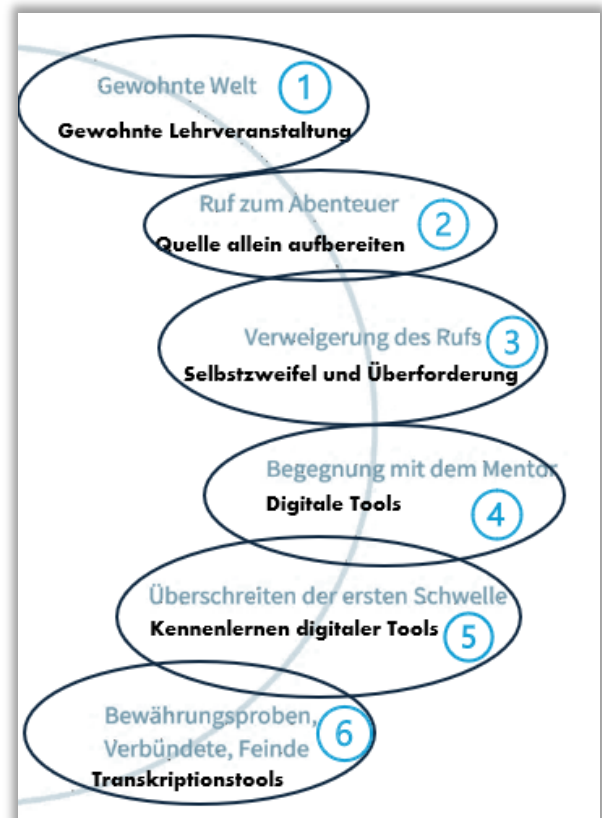 Gewohnte Welt 1
Gewohnte Lehrveranstaltung
Ruf zum Abenteuer 2
Quelle allein aufbereiten
Verweigerung des Rufs 3
Selbstzweifel und Überforderung
Begegnung mit dem Mentor
Digitale Tools 4
Überschreiten der ersten Schwelle
Kennenlernen digitaler Tools 5
Bewährungsproben,
Verbündete, Feinde 6
Transkriptionstools